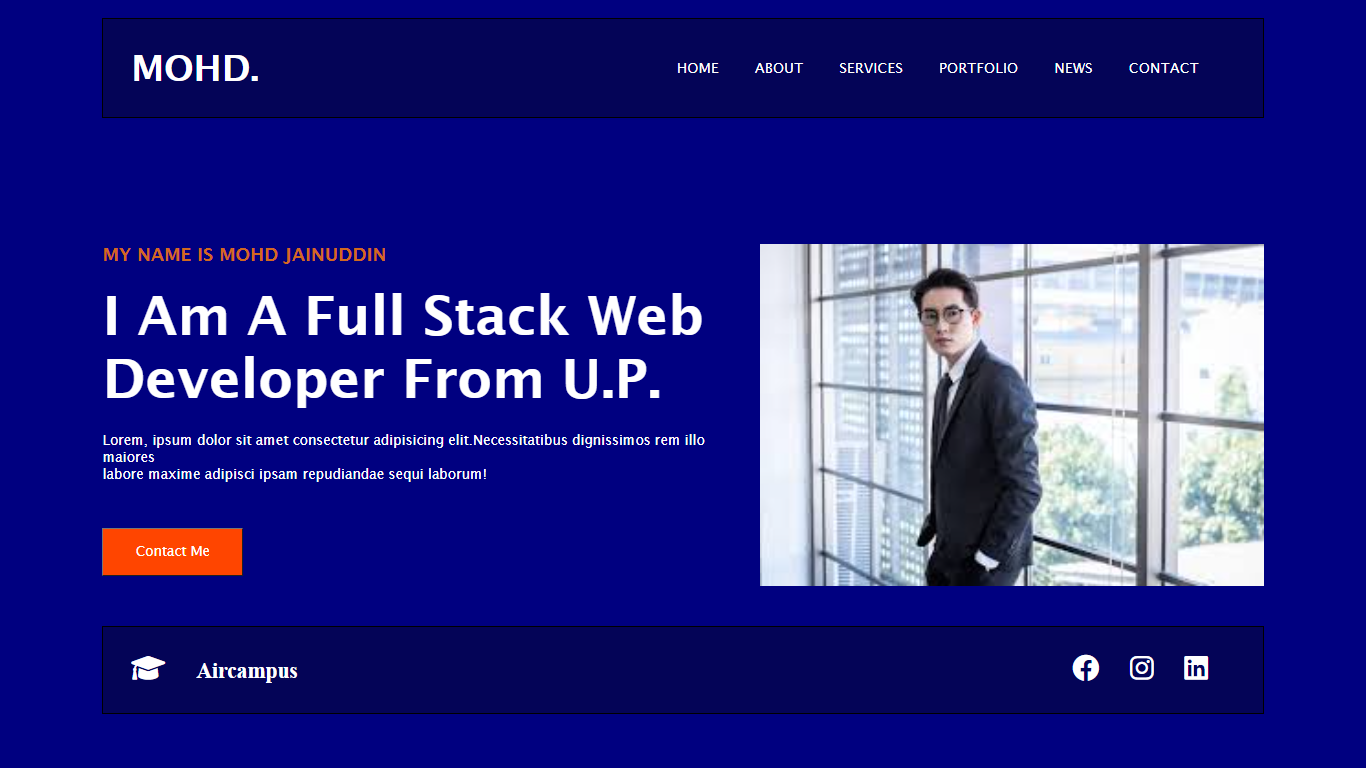 MOHD.
HOME ABOUT SERVICES PORTFOLIO NEWS CONTACT
MY NAME IS MOHD JAINUDDIN
I Am A Full Stack Web
Developer From U.P.
Lorem, ipsum dolor sit amet consectetur adipisicing elit.Necessitatibus dignissimos rem illo
maiores
labore maxime adipisci ipsam repudiandae sequi laborum!
Contact Me
Aircampus